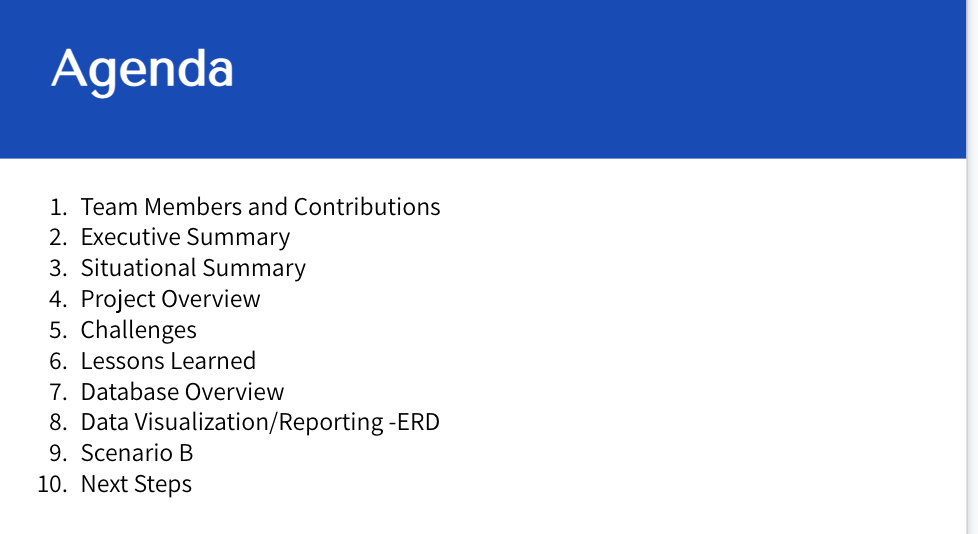 Agenda
1. Team Members and Contributions
2. Executive Summary
3. Situational Summary
4. Project Overview
5. Challenges
6. Lessons Learned
7. Database Overview
8. Data Visualization/Reporting -ERD
9. Scenario B
10. Next Steps